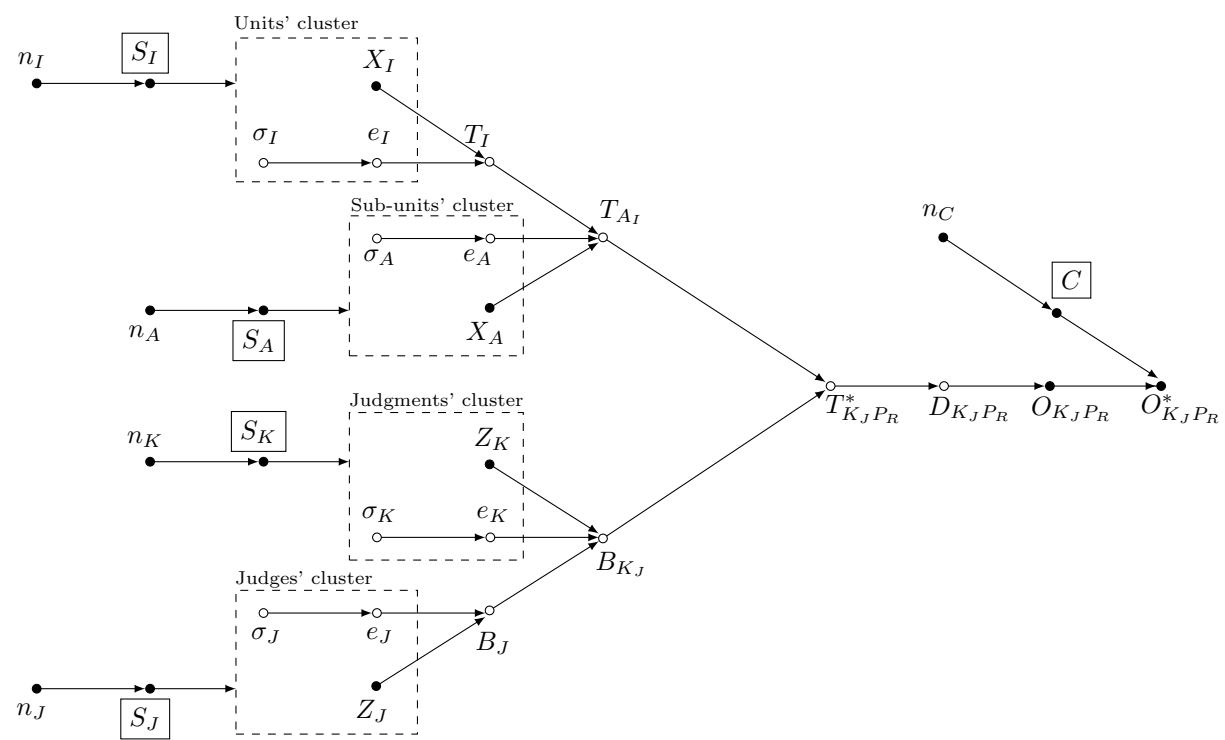 Units' cluster
n_I
S_I
X_I
σ_I
e_I
T_I
Sub-units' cluster
σ_A
e_A
T_{A_I}
n_A
S_A
X_A
n_C
C
Judgments' cluster
n_K
S_K
Z_K
σ_K
e_K
B_{K_J}
T^*_{K_J P_R}
D_{K_J P_R}
O_{K_J P_R}
O^*_{K_J P_R}
Judges' cluster
σ_J
e_J
B_J
n_J
S_J
Z_J